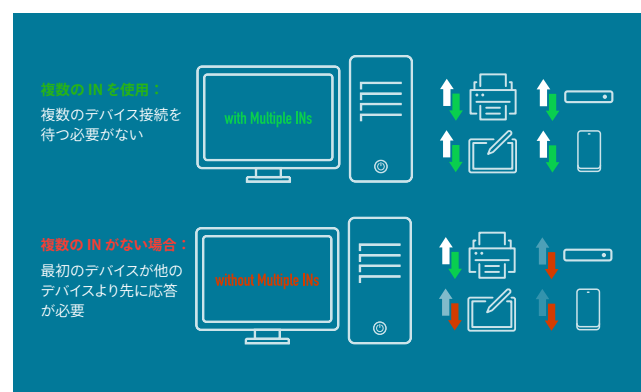 複数の IN を使用：
複数のデバイス接続を
待つ必要がない
with Multiple INs
複数の IN がない場合：
最初のデバイスが他の
デバイスより先に応答
が必要
without Multiple INs